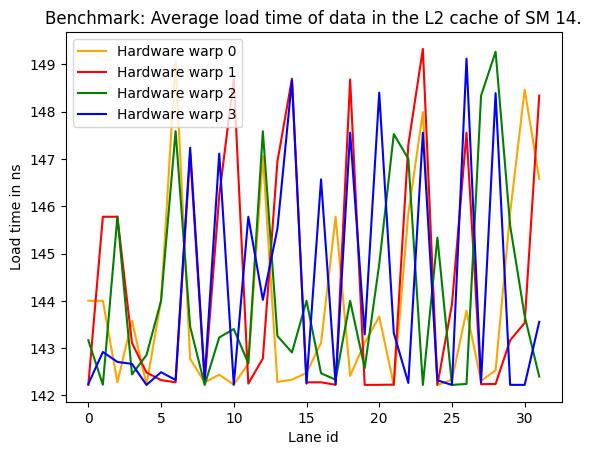 Benchmark: Average load time of data in the L2 cache of SM 14.
Hardware warp 0
Hardware warp 1
Hardware warp 2
Hardware warp 3
149
148
147
146
145
144
143
142
Load time in ns
0 5 10 15 20 25 30
Lane id